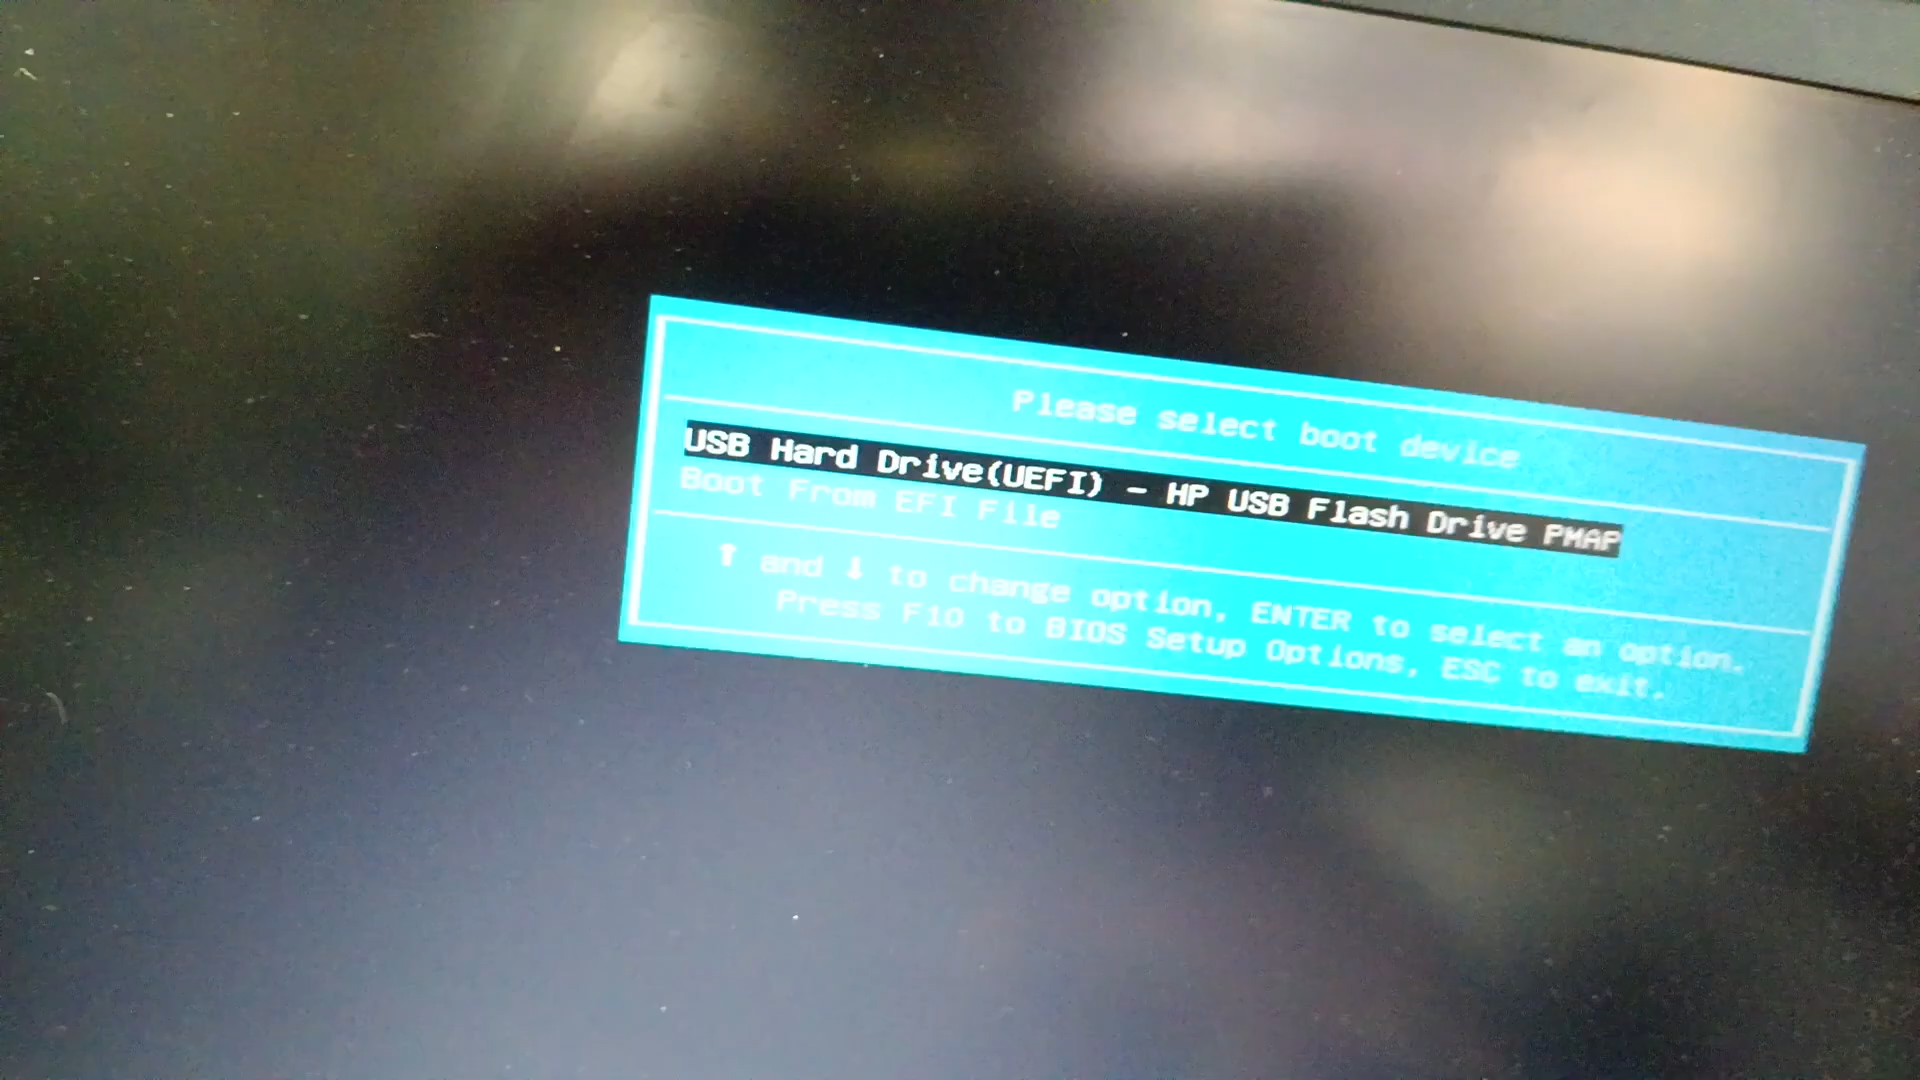 Please select boot device
USB Hard Drive(UEFI) - HP USB Flash Drive PMAP
Boot From EFI File
↑ and ↓ to change option, ENTER to select an option.
Press F10 to BIOS Setup Options, ESC to exit.